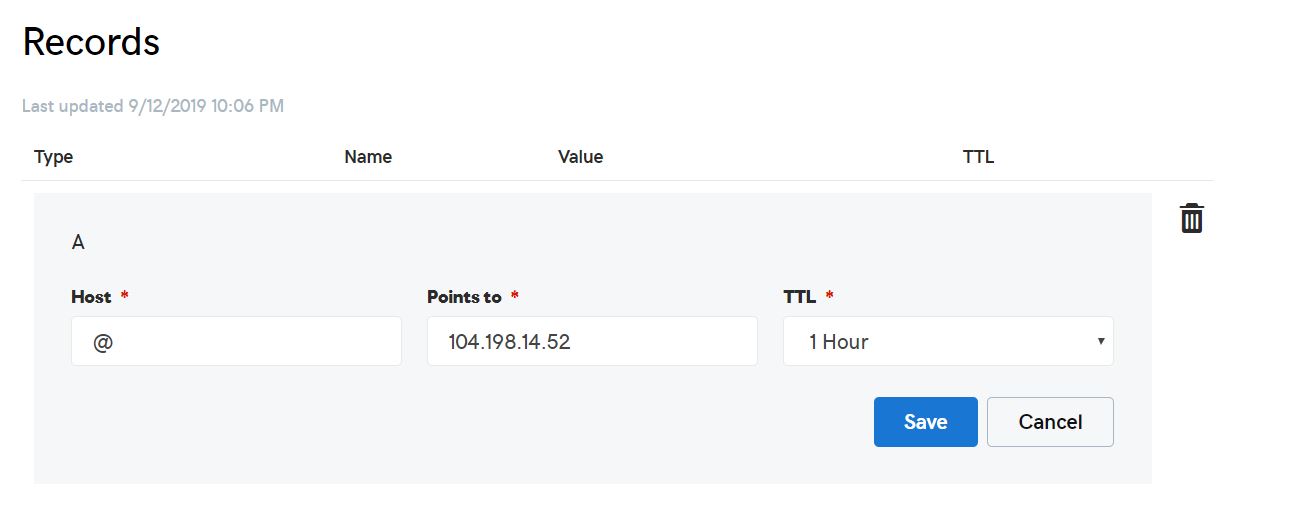 Records
Last updated 9/12/2019 10:06 PM
Type Name Value TTL
A
Host * Points to * TTL *
@ 104.198.14.52 1 Hour
Save Cancel